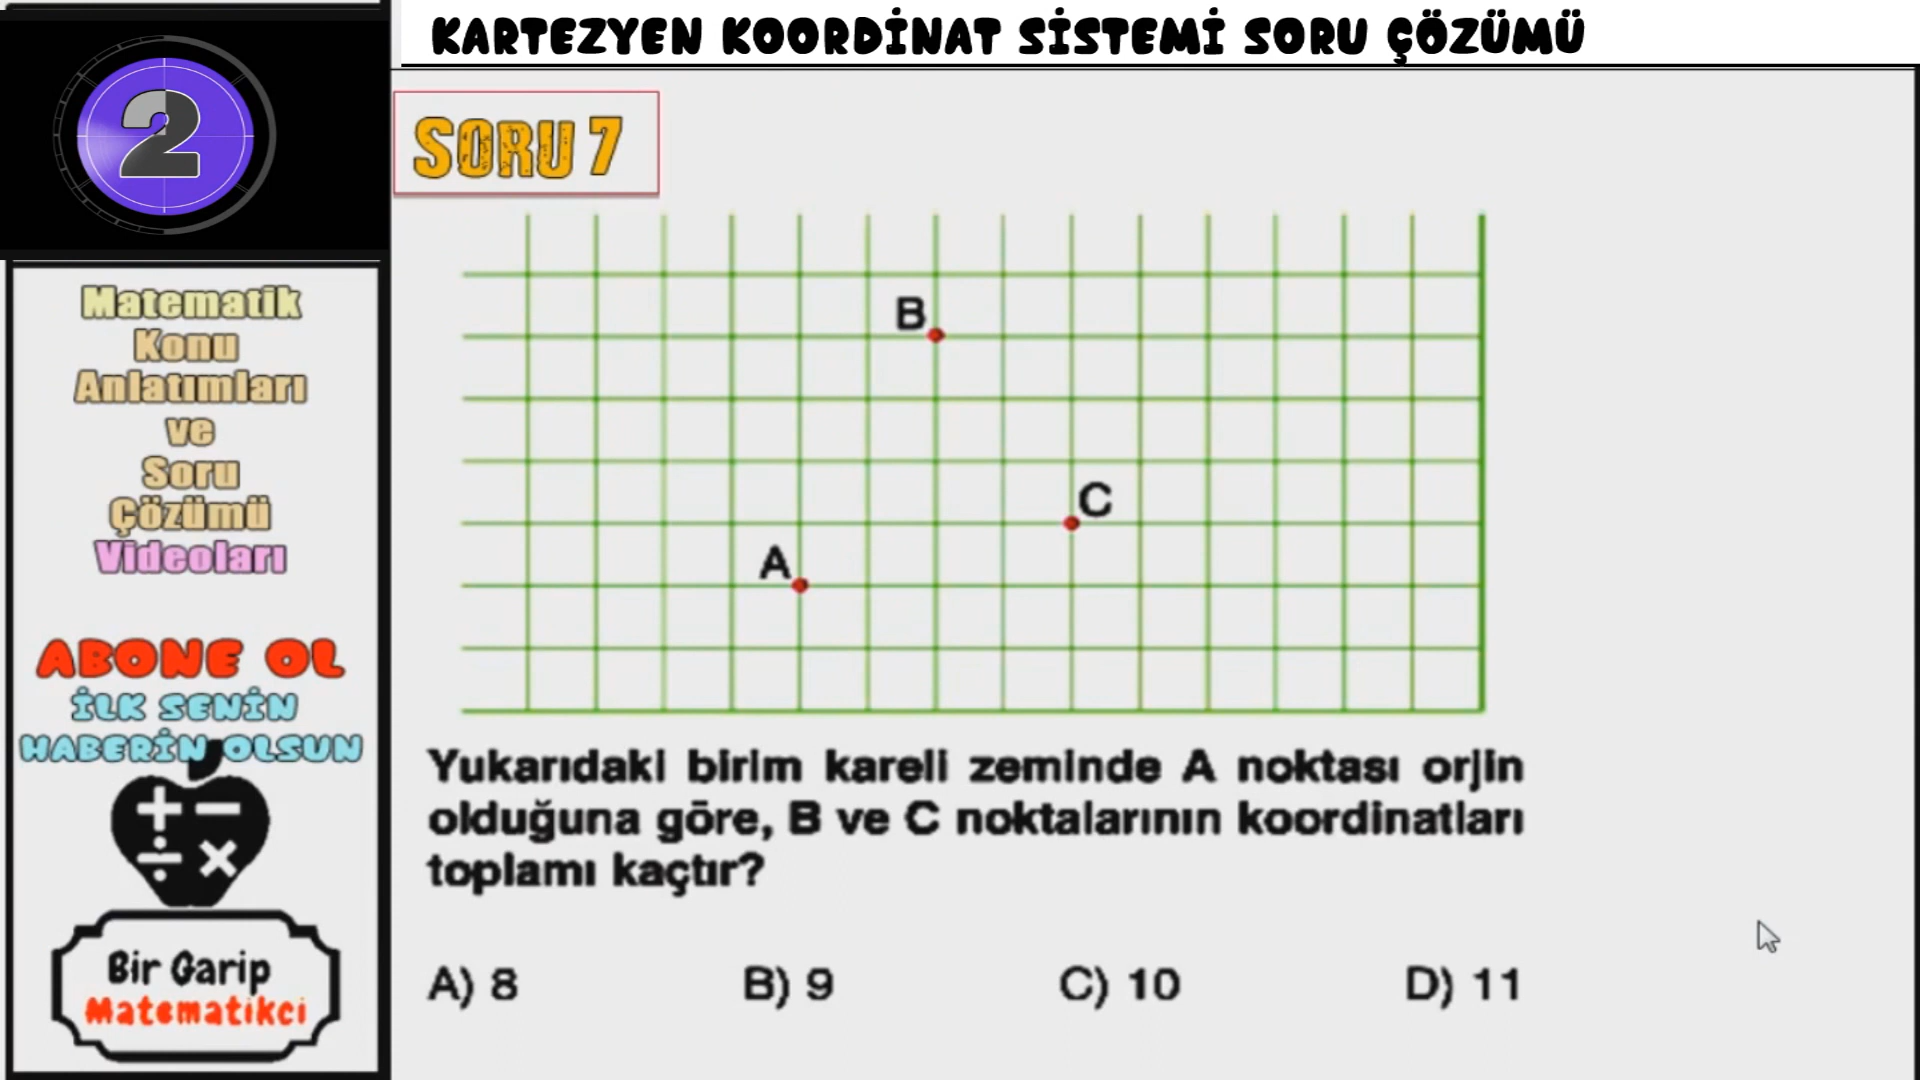 KARTEZYEN KOORDİNAT SİSTEMİ SORU ÇÖZÜMÜ
2
SORU 7
Matematik
Konu
Anlatımları
ve
Soru
Çözümü
Videoları
ABONE OL
İLK SENİN
HABERİN OLSUN
Bir Garip
Matematikci
B
C
A
Yukarıdaki birim kareli zeminde A noktası orjin
olduğuna göre, B ve C noktalarının koordinatları
toplamı kaçtır?
A) 8 B) 9 C) 10 D) 11